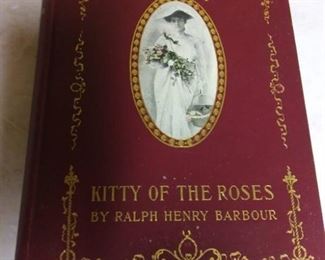 KITTY OF THE ROSES
BY RALPH HENRY BARBOUR